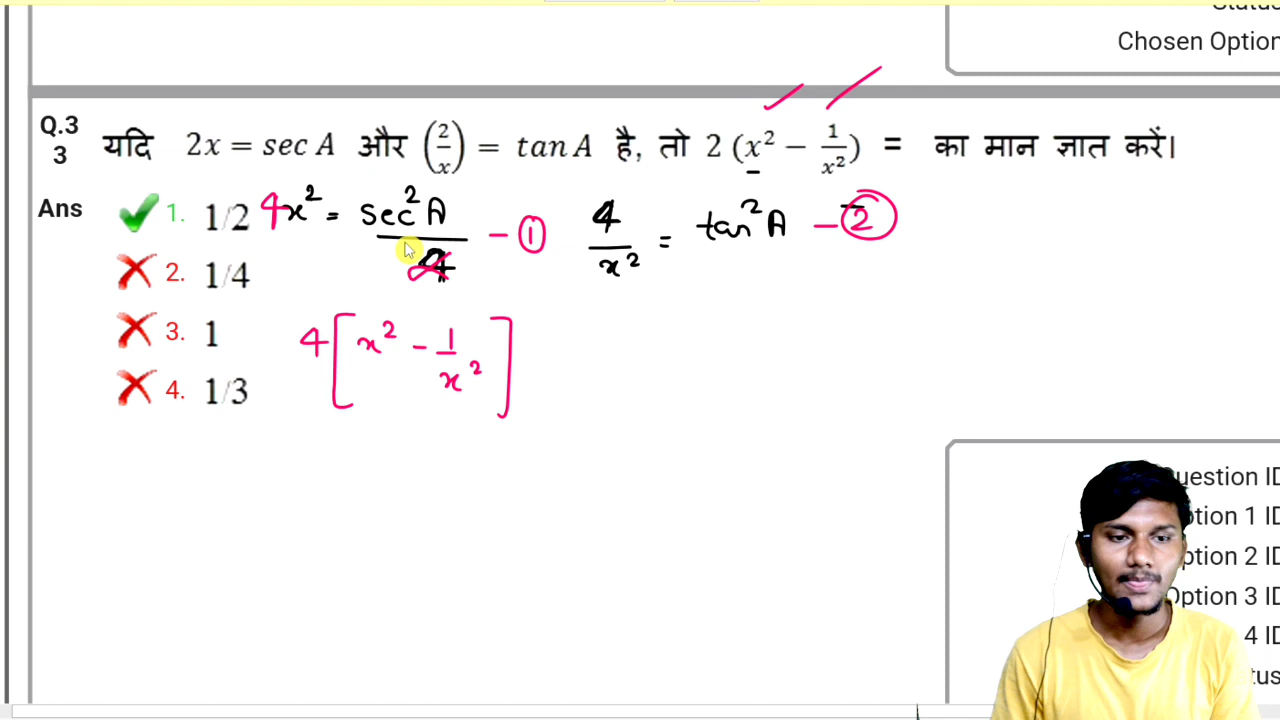 Chosen Option
Q.3
3
यदि 2x = sec A और (2/x) = tan A है, तो 2 (x² − 1/x²) = का मान ज्ञात करें।
Ans
1. 1/2
2. 1/4
3. 1
4. 1/3
4x² = sec²A / 4 – ①
4/x² = tan²A – ②
4[x² – 1/x²]
uestion ID
ption 1 ID
ption 2 ID
Option 3 ID
4 ID
tus